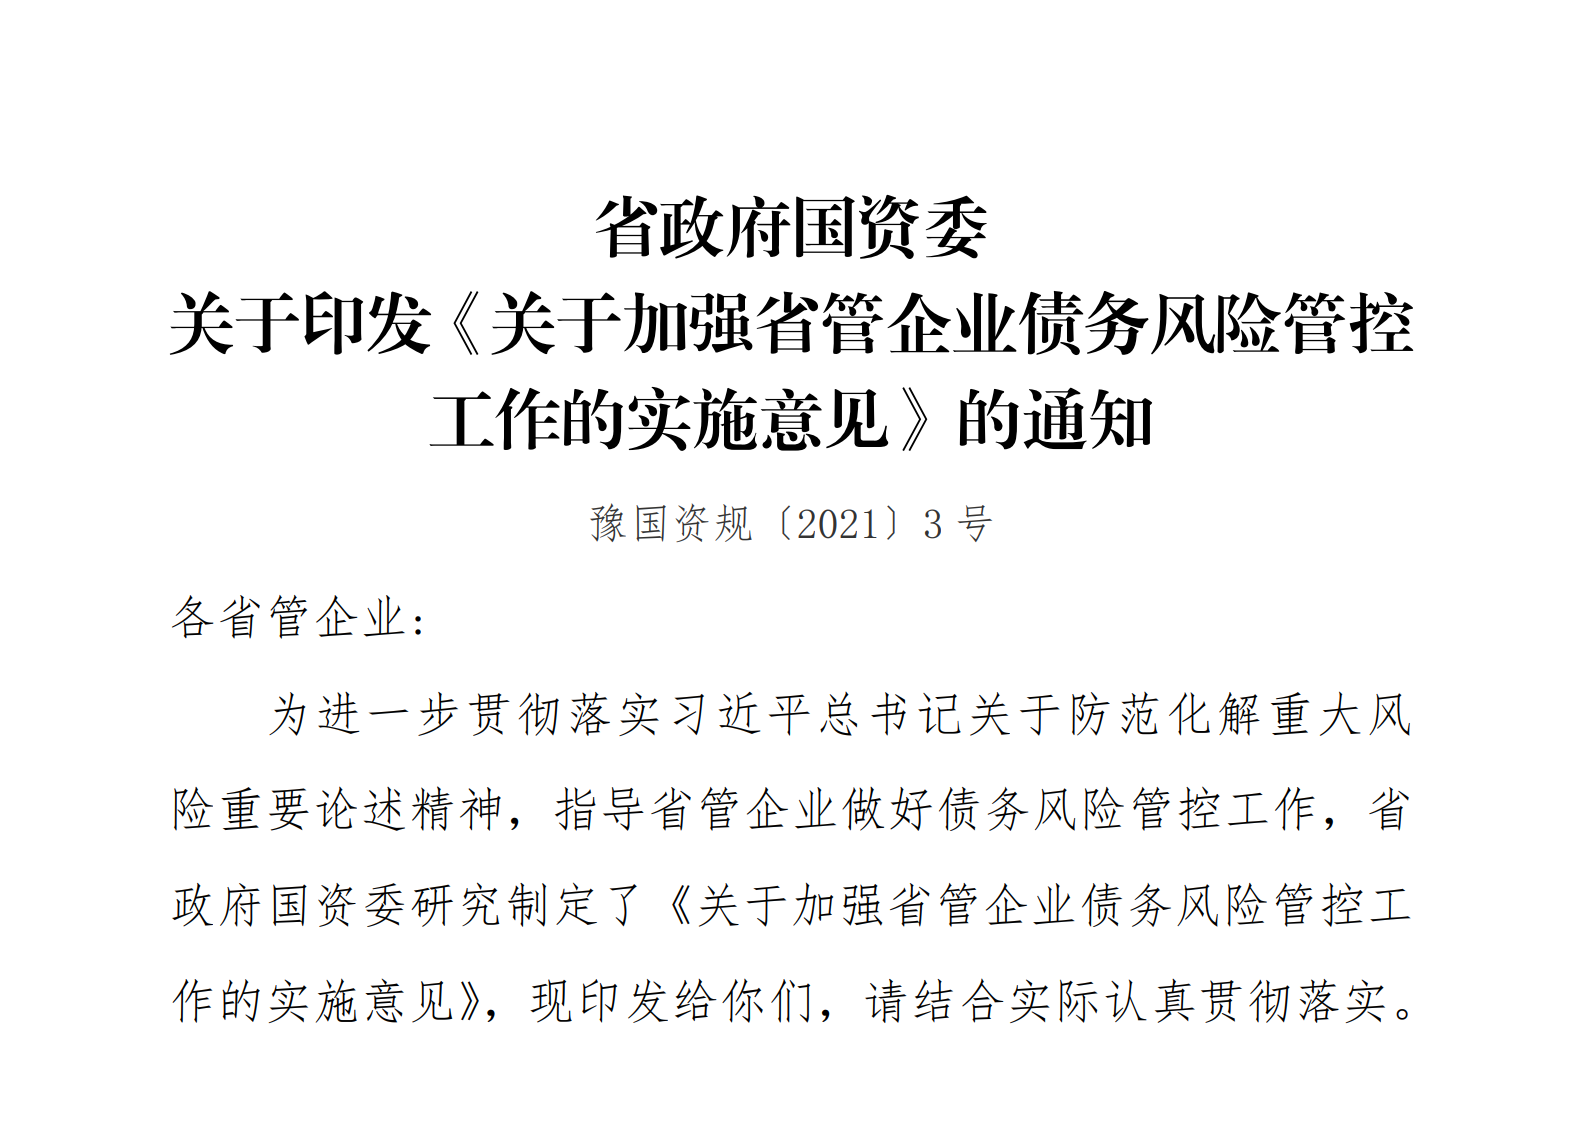 省政府国资委
关于印发《关于加强省管企业债务风险管控
工作的实施意见》的通知
豫国资规〔2021〕3 号
各省管企业:
为进一步贯彻落实习近平总书记关于防范化解重大风
险重要论述精神，指导省管企业做好债务风险管控工作，省
政府国资委研究制定了《关于加强省管企业债务风险管控工
作的实施意见》，现印发给你们，请结合实际认真贯彻落实。